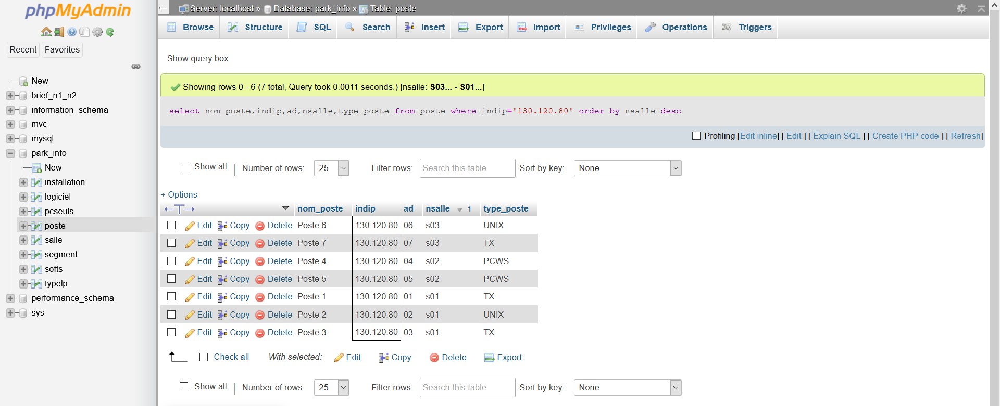 phpMyAdmin
Recent Favorites
New
brief_n1_n2
information_schema
mvc
mysql
park_info
New
installation
logiciel
pcseuls
poste
salle
segment
softs
typelp
performance_schema
sys
Server: localhost » Database: park_info » Table: poste
Browse Structure SQL Search Insert Export Import Privileges Operations Triggers
Show query box
Showing rows 0 - 6 (7 total, Query took 0.0011 seconds.) [nsalle: S03... - S01...]
select nom_poste,indip,ad,nsalle,type_poste from poste where indip='130.120.80' order by nsalle desc
Profiling [Edit inline] [ Edit ] [ Explain SQL ] [ Create PHP code ] [ Refresh]
Show all | Number of rows: 25 Filter rows: Search this table Sort by key: None
+ Options
←T→ nom_poste indip ad nsalle 1 type_poste
Edit Copy Delete Poste 6 130.120.80 06 s03 UNIX
Edit Copy Delete Poste 7 130.120.80 07 s03 TX
Edit Copy Delete Poste 4 130.120.80 04 s02 PCWS
Edit Copy Delete Poste 5 130.120.80 05 s02 PCWS
Edit Copy Delete Poste 1 130.120.80 01 s01 TX
Edit Copy Delete Poste 2 130.120.80 02 s01 UNIX
Edit Copy Delete Poste 3 130.120.80 03 s01 TX
Check all With selected: Edit Copy Delete Export
Show all | Number of rows: 25 Filter rows: Search this table Sort by key: None